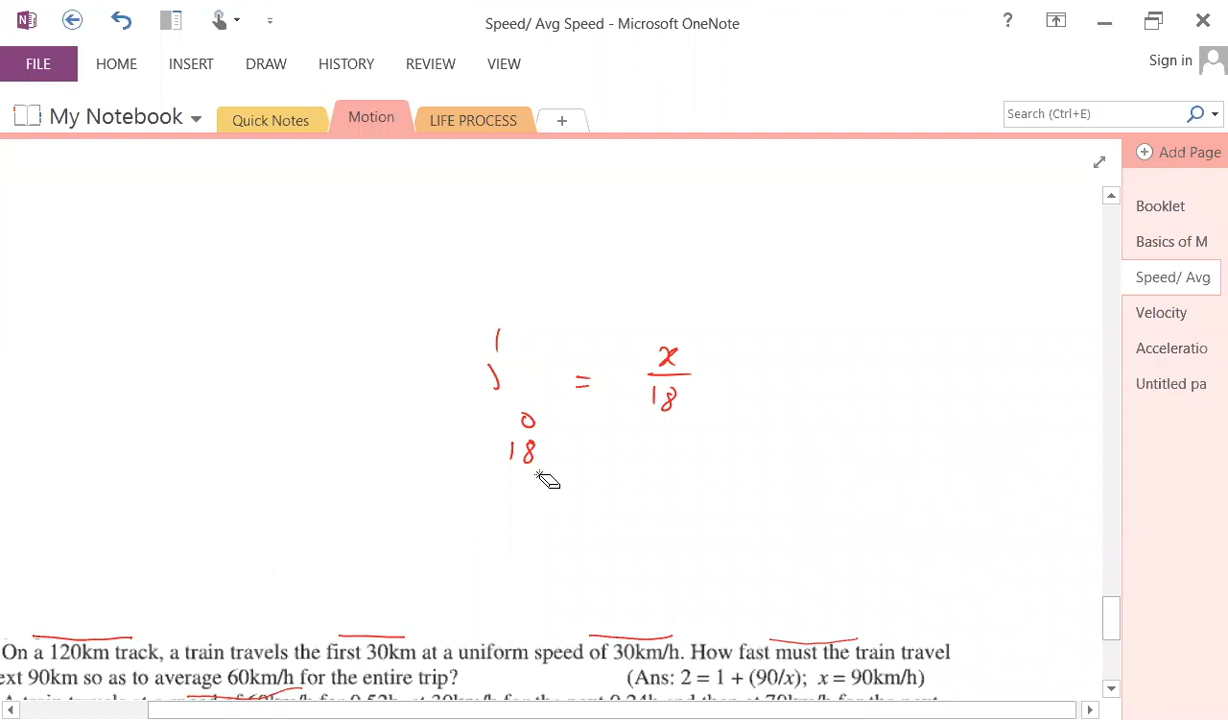 Speed/ Avg Speed - Microsoft OneNote
?
FILE HOME INSERT DRAW HISTORY REVIEW VIEW
Sign in
My Notebook
Quick Notes
Motion
LIFE PROCESS
+
Search (Ctrl+E)
Add Page
Booklet
Basics of M
Speed/ Avg
Velocity
Acceleratio
Untitled pa
= x
18
0
18
On a 120km track, a train travels the first 30km at a uniform speed of 30km/h. How fast must the train travel
ext 90km so as to average 60km/h for the entire trip? (Ans: 2 = 1 + (90/x); x = 90km/h)